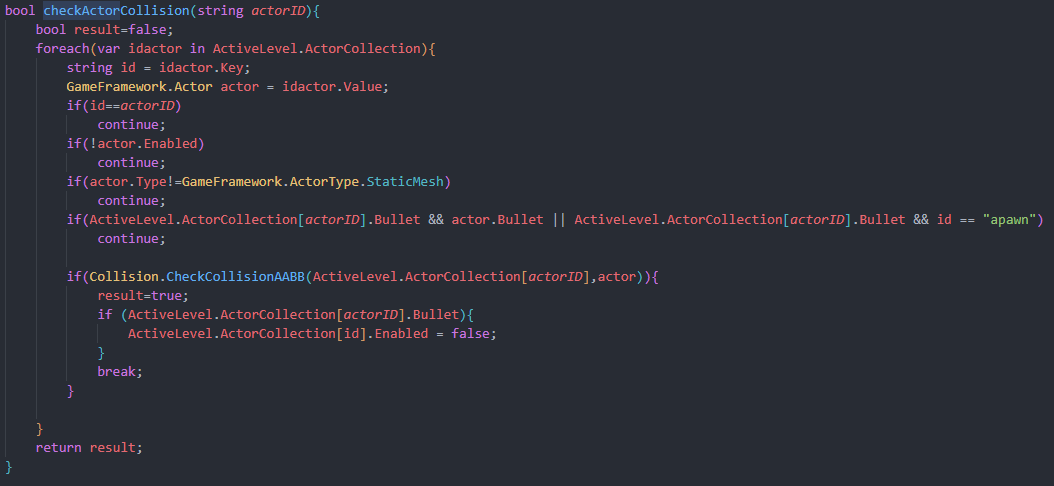 bool checkActorCollision(string actorID){
bool result=false;
foreach(var idactor in ActiveLevel.ActorCollection){
string id = idactor.Key;
GameFramework.Actor actor = idactor.Value;
if(id==actorID)
continue;
if(!actor.Enabled)
continue;
if(actor.Type!=GameFramework.ActorType.StaticMesh)
continue;
if(ActiveLevel.ActorCollection[actorID].Bullet && actor.Bullet || ActiveLevel.ActorCollection[actorID].Bullet && id == "apawn")
continue;
if(Collision.CheckCollisionAABB(ActiveLevel.ActorCollection[actorID],actor)){
result=true;
if (ActiveLevel.ActorCollection[actorID].Bullet){
ActiveLevel.ActorCollection[id].Enabled = false;
}
break;
}
}
return result;
}